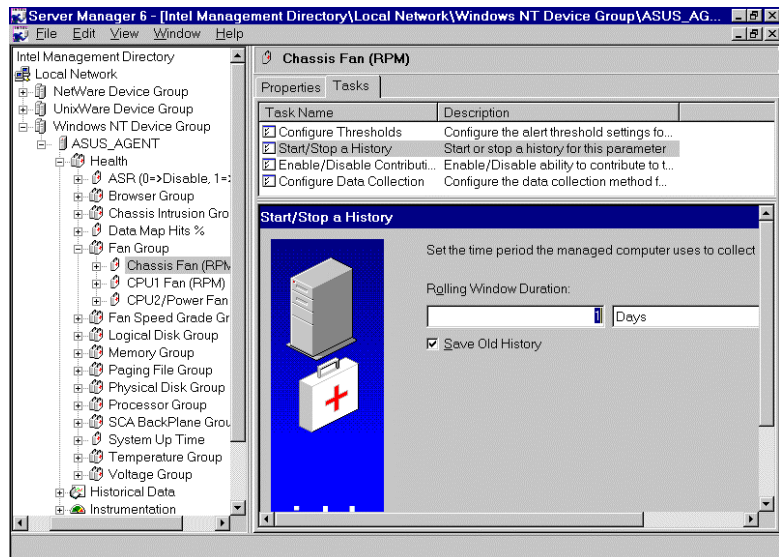 Server Manager 6 - [Intel Management Directory\Local Network\Windows NT Device Group\ASUS_AG...
File Edit View Window Help
Intel Management Directory
Local Network
NetWare Device Group
UnixWare Device Group
Windows NT Device Group
ASUS_AGENT
Health
ASR (0=>Disable, 1=>
Browser Group
Chassis Intrusion Gro
Data Map Hits %
Fan Group
Chassis Fan (RPM
CPU1 Fan (RPM)
CPU2/Power Fan
Fan Speed Grade Gr
Logical Disk Group
Memory Group
Paging File Group
Physical Disk Group
Processor Group
SCA BackPlane Grou
System Up Time
Temperature Group
Voltage Group
Historical Data
Instrumentation
Chassis Fan (RPM)
Properties Tasks
Task Name Description
Configure Thresholds Configure the alert threshold settings fo...
Start/Stop a History Start or stop a history for this parameter
Enable/Disable Contributi... Enable/Disable ability to contribute to t...
Configure Data Collection Configure the data collection method f...
Start/Stop a History
Set the time period the managed computer uses to collect
Rolling Window Duration:
1 Days
Save Old History